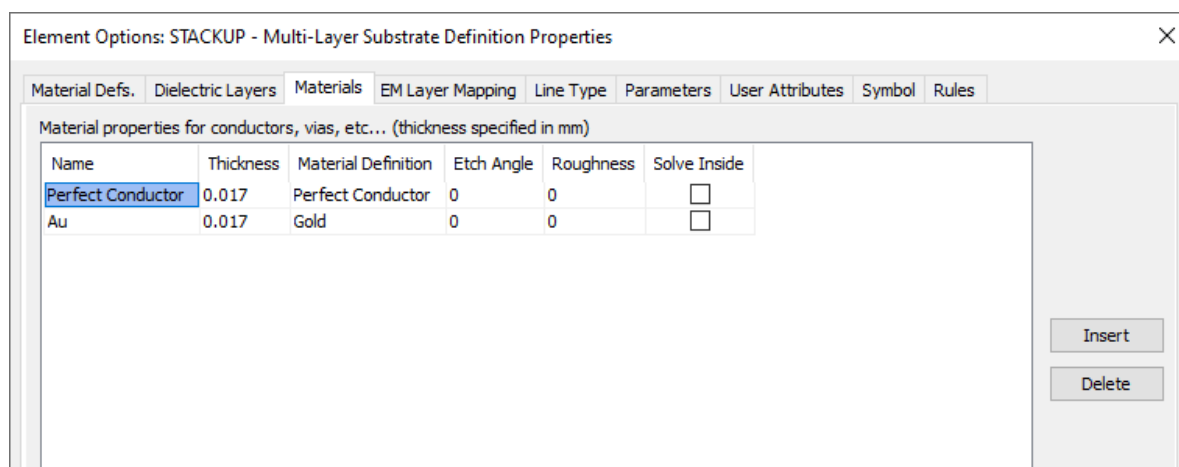 Element Options: STACKUP - Multi-Layer Substrate Definition Properties
Material Defs. Dielectric Layers Materials EM Layer Mapping Line Type Parameters User Attributes Symbol Rules
Material properties for conductors, vias, etc... (thickness specified in mm)
Name Thickness Material Definition Etch Angle Roughness Solve Inside
Perfect Conductor 0.017 Perfect Conductor 0 0
Au 0.017 Gold 0 0
Insert
Delete